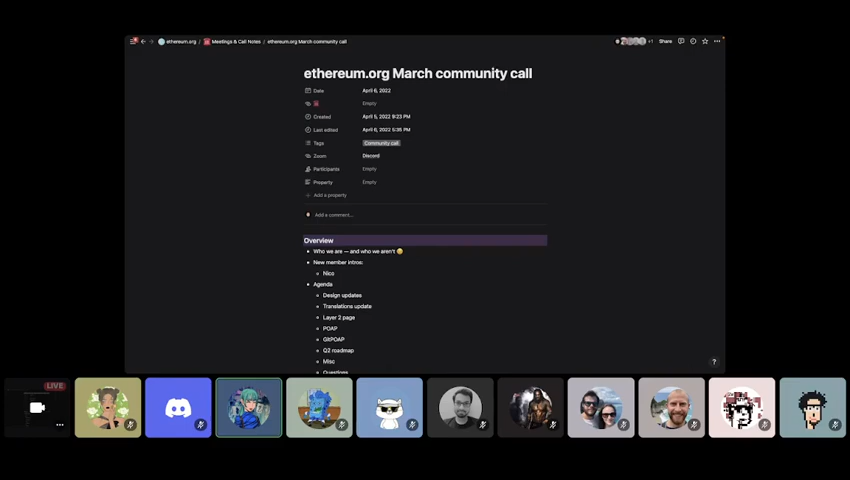 ethereum.org / Meetings & Call Notes / ethereum.org March community call
+1 Share
ethereum.org March community call
Date April 6, 2022
Empty
Created April 5, 2022 9:23 PM
Last edited April 6, 2022 5:35 PM
Tags Community call
Zoom Discord
Participants Empty
Property Empty
+ Add a property
Add a comment...
Overview
• Who we are — and who we aren't 😢
• New member intros:
Nico
• Agenda
Design updates
Translations update
Layer 2 page
POAP
GitPOAP
Q2 roadmap
Misc
Questions
?
LIVE